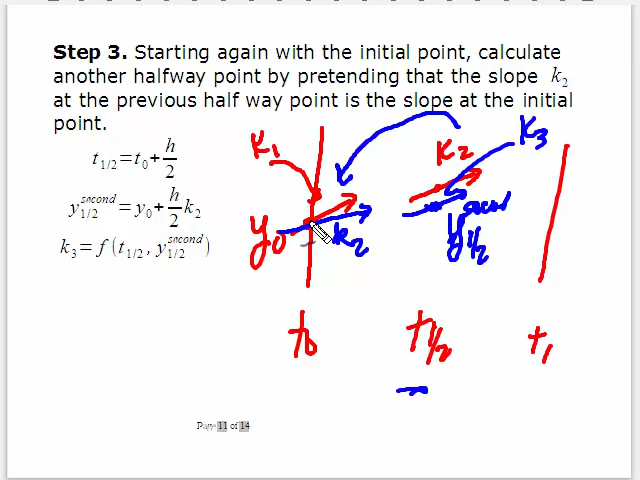 Step 3. Starting again with the initial point, calculate
another halfway point by pretending that the slope k₂
at the previous half way point is the slope at the initial
point.
t₁/₂ = t₀ + h/2
y₁/₂^second = y₀ + h/2 k₂
k₃ = f(t₁/₂, y₁/₂^second)
K₁
K₂
K₃
y₀
k₂
y₁/₂^second
t₀
t₁/₂
t₁
Page 11 of 14